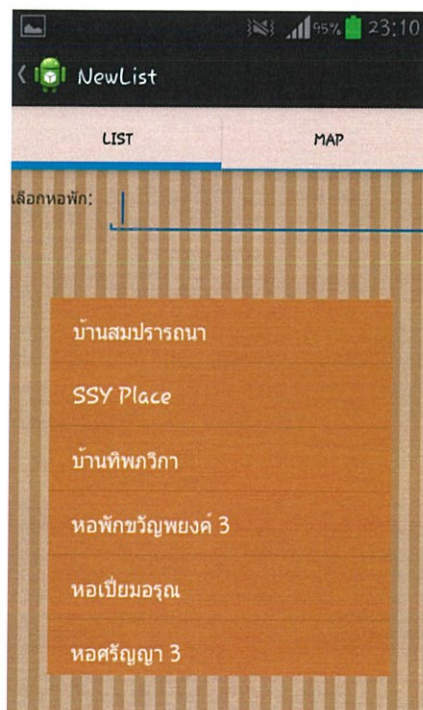 95% 23:10
NewList
LIST MAP
เลือกหอพัก:
บ้านสมปรารถนา
SSY Place
บ้านทิพภวิกา
หอพักขวัญพยงค์ 3
หอเปี่ยมอรุณ
หอศรัญญา 3